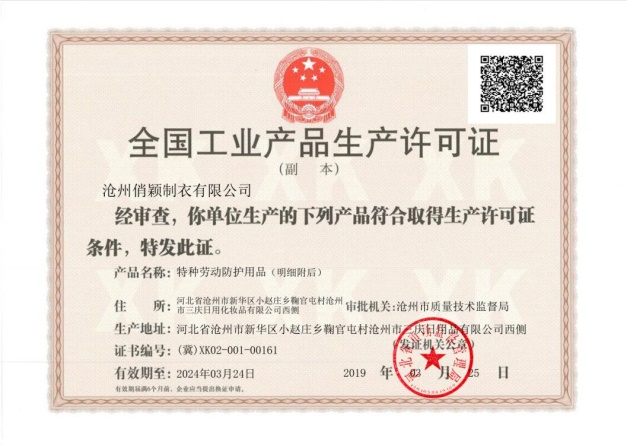 全国工业产品生产许可证
（副 本）
沧州俏颖制衣有限公司
经审查，你单位生产的下列产品符合取得生产许可证
条件，特发此证。
产品名称： 特种劳动防护用品（明细附后）
住 所： 河北省沧州市新华区小赵庄乡鞠官屯村沧州
市三庆日用化妆品有限公司西侧
审批机关：沧州市质量技术监督局
生产地址： 河北省沧州市新华区小赵庄乡鞠官屯村沧州市三庆日用品有限公司西侧
（发证机关公章）
证书编号： (冀)XK02-001-00161
有效期至： 2024年03月24日
2019 年 03 月 25 日
有效期届满6个月前，企业应当提出换证申请。